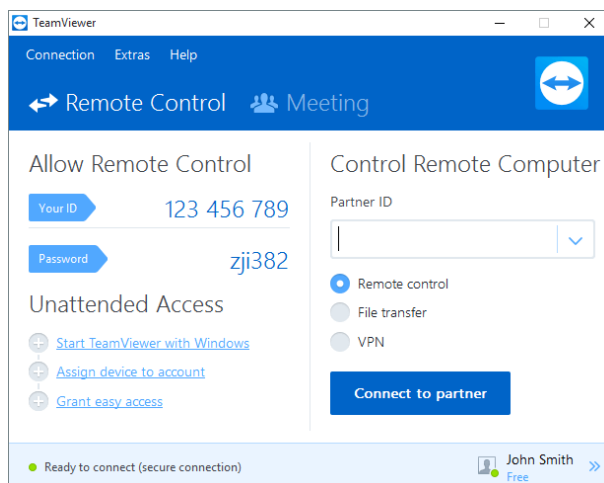 TeamViewer
Connection Extras Help
Remote Control Meeting
Allow Remote Control
Your ID 123 456 789
Password zji382
Unattended Access
Start TeamViewer with Windows
Assign device to account
Grant easy access
Control Remote Computer
Partner ID
Remote control
File transfer
VPN
Connect to partner
Ready to connect (secure connection)
John Smith
Free